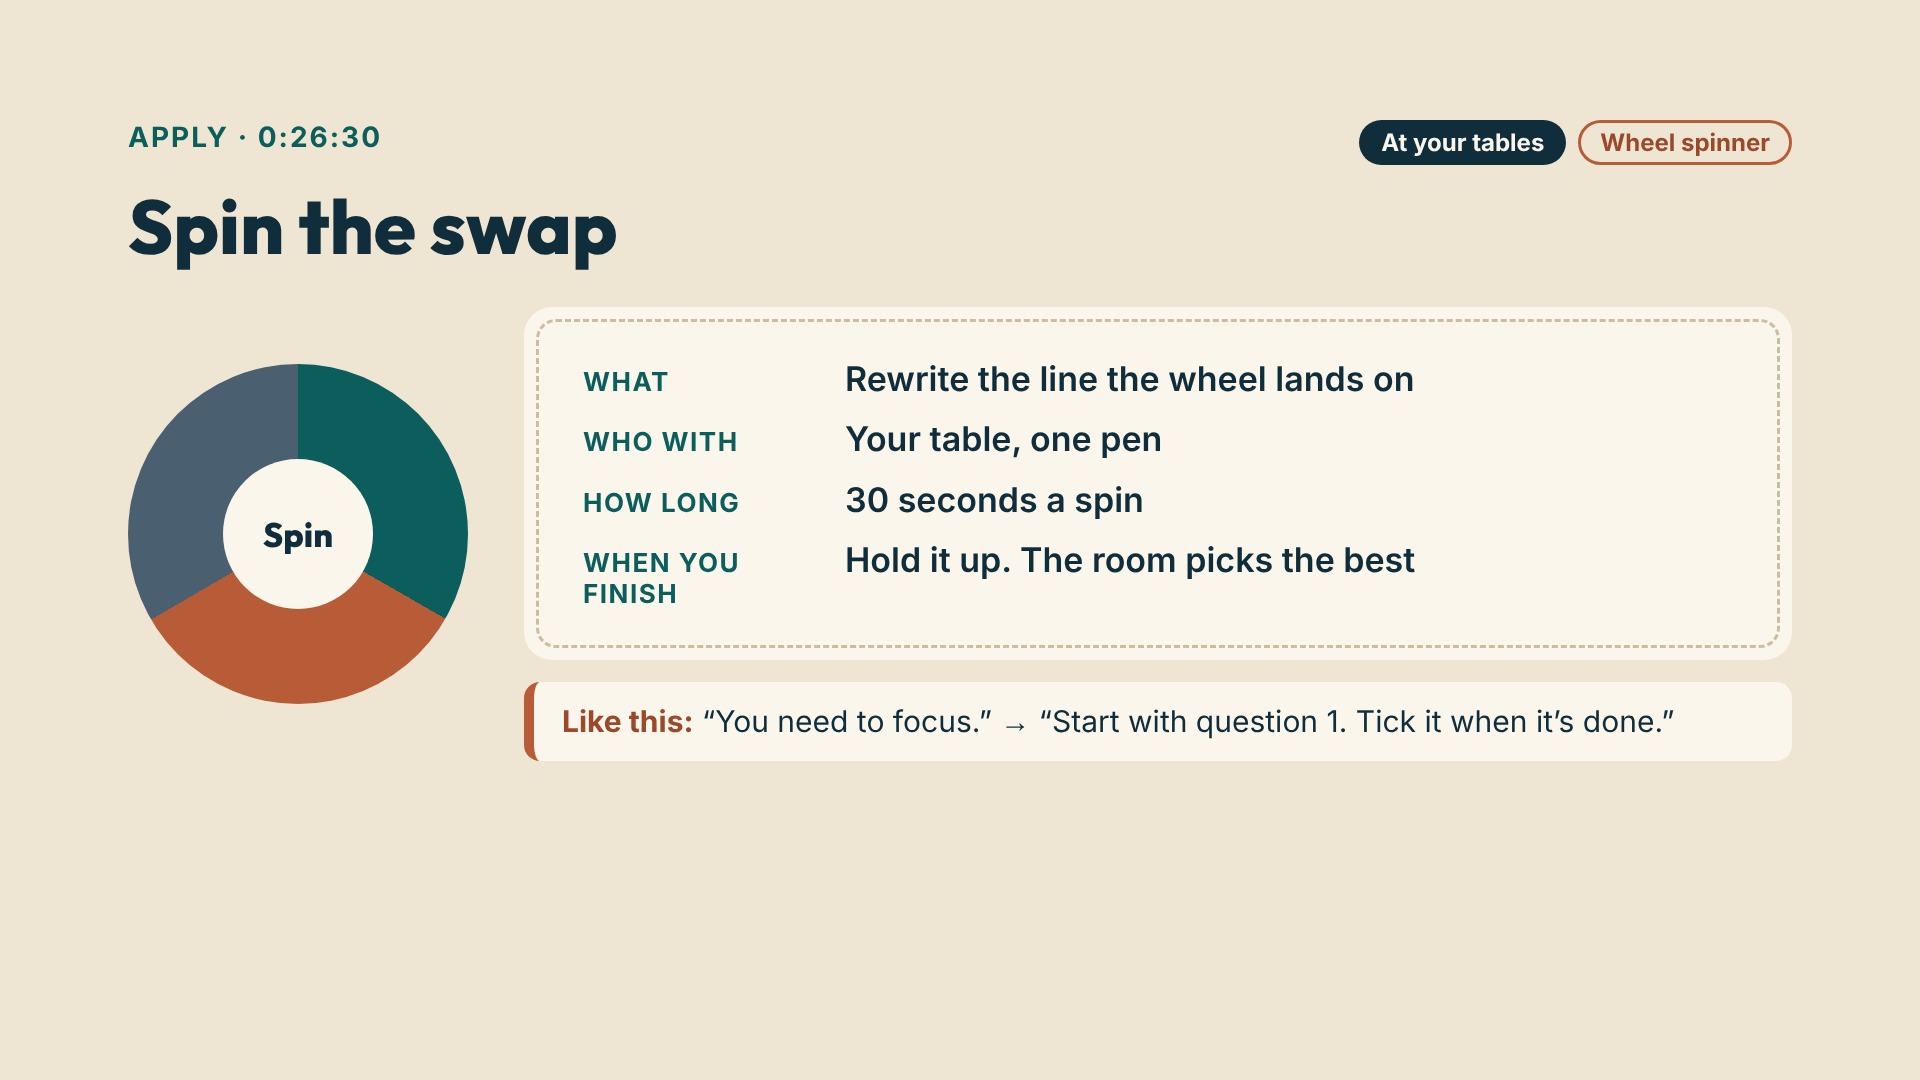 APPLY · 0:26:30
At your tables
Wheel spinner
Spin the swap
Spin
WHAT Rewrite the line the wheel lands on
WHO WITH Your table, one pen
HOW LONG 30 seconds a spin
WHEN YOU FINISH Hold it up. The room picks the best
Like this: “You need to focus.” → “Start with question 1. Tick it when it’s done.”